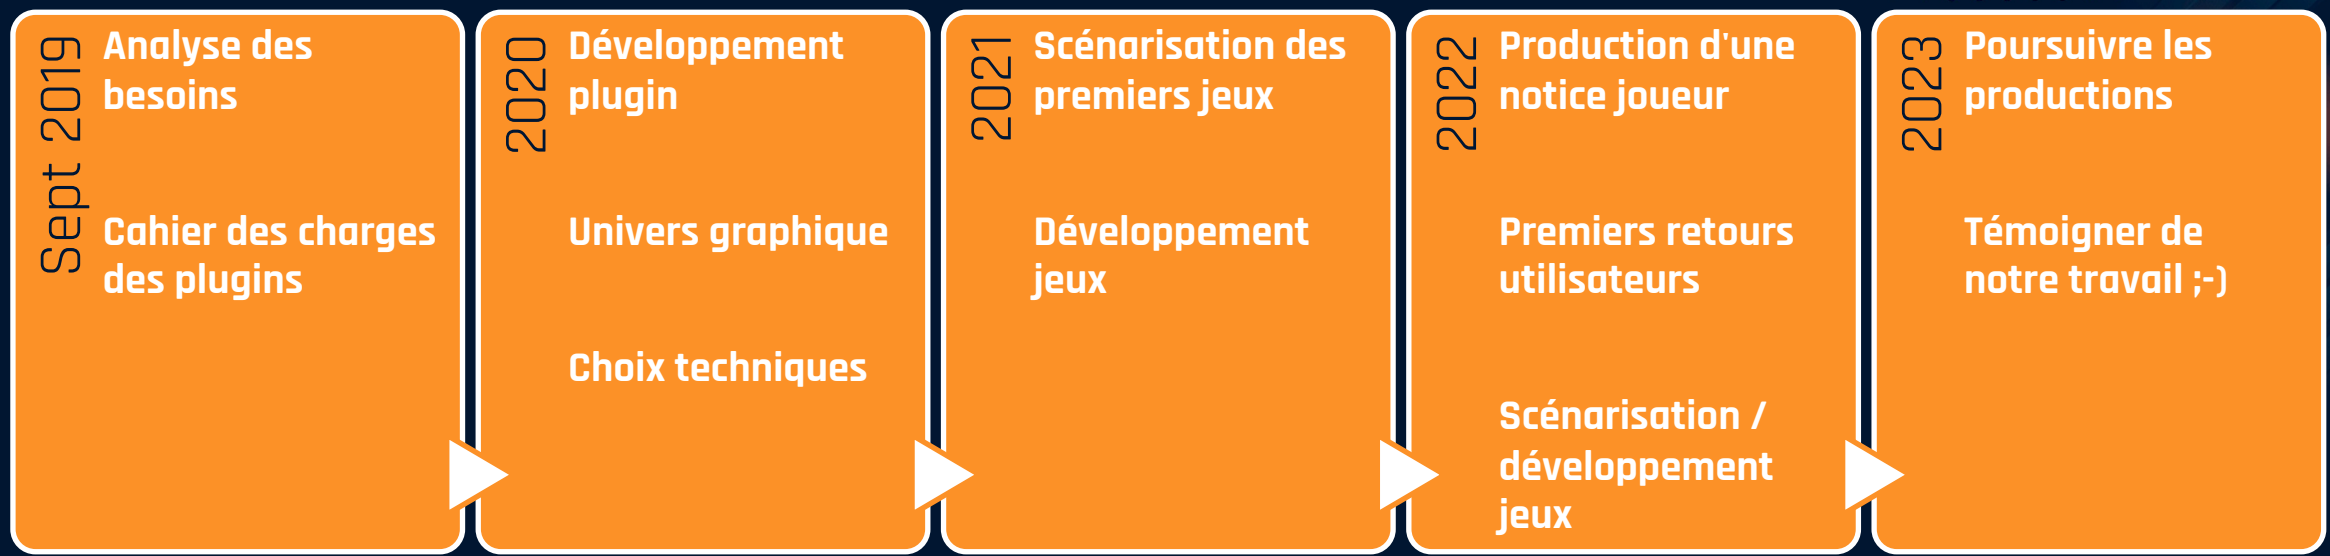 Sept 2019
Analyse des
besoins
Cahier des charges
des plugins
2020
Développement
plugin
Univers graphique
Choix techniques
2021
Scénarisation des
premiers jeux
Développement
jeux
2022
Production d'une
notice joueur
Premiers retours
utilisateurs
Scénarisation /
développement
jeux
2023
Poursuivre les
productions
Témoigner de
notre travail ;-)